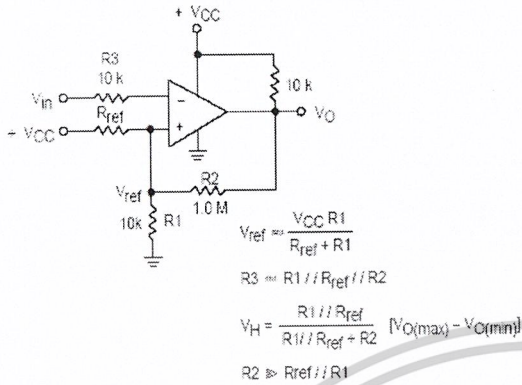 + VCC
R3
10 k
10 k
Vin
Rref
+ VCC
−
+
VO
R2
1.0 M
Vref
10k R1
Vref ≈ VCC R1 / Rref + R1
R3 ≈ R1 // Rref // R2
VH = R1 // Rref / R1// Rref + R2 [VO(max) − VO(min)]
R2 ≫ Rref // R1